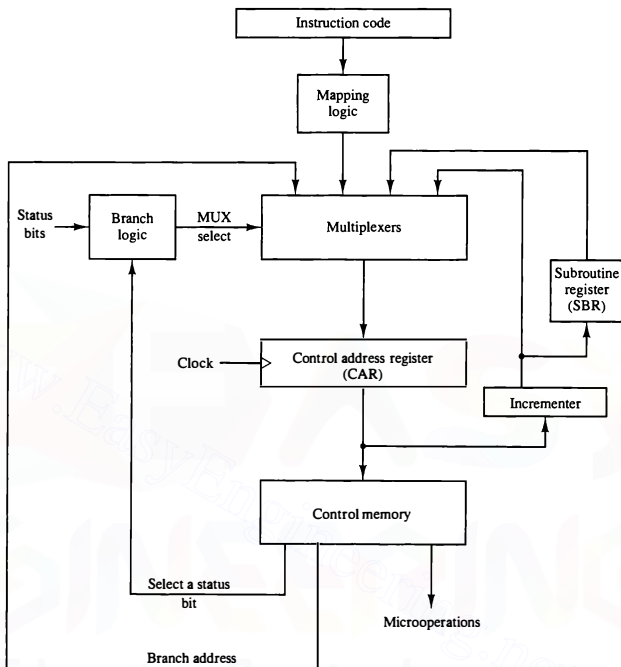 Instruction code
Mapping
logic
Status
bits
Branch
logic
MUX
select
Multiplexers
Subroutine
register
(SBR)
Clock
Control address register
(CAR)
Incrementer
Control memory
Select a status
bit
Microoperations
Branch address